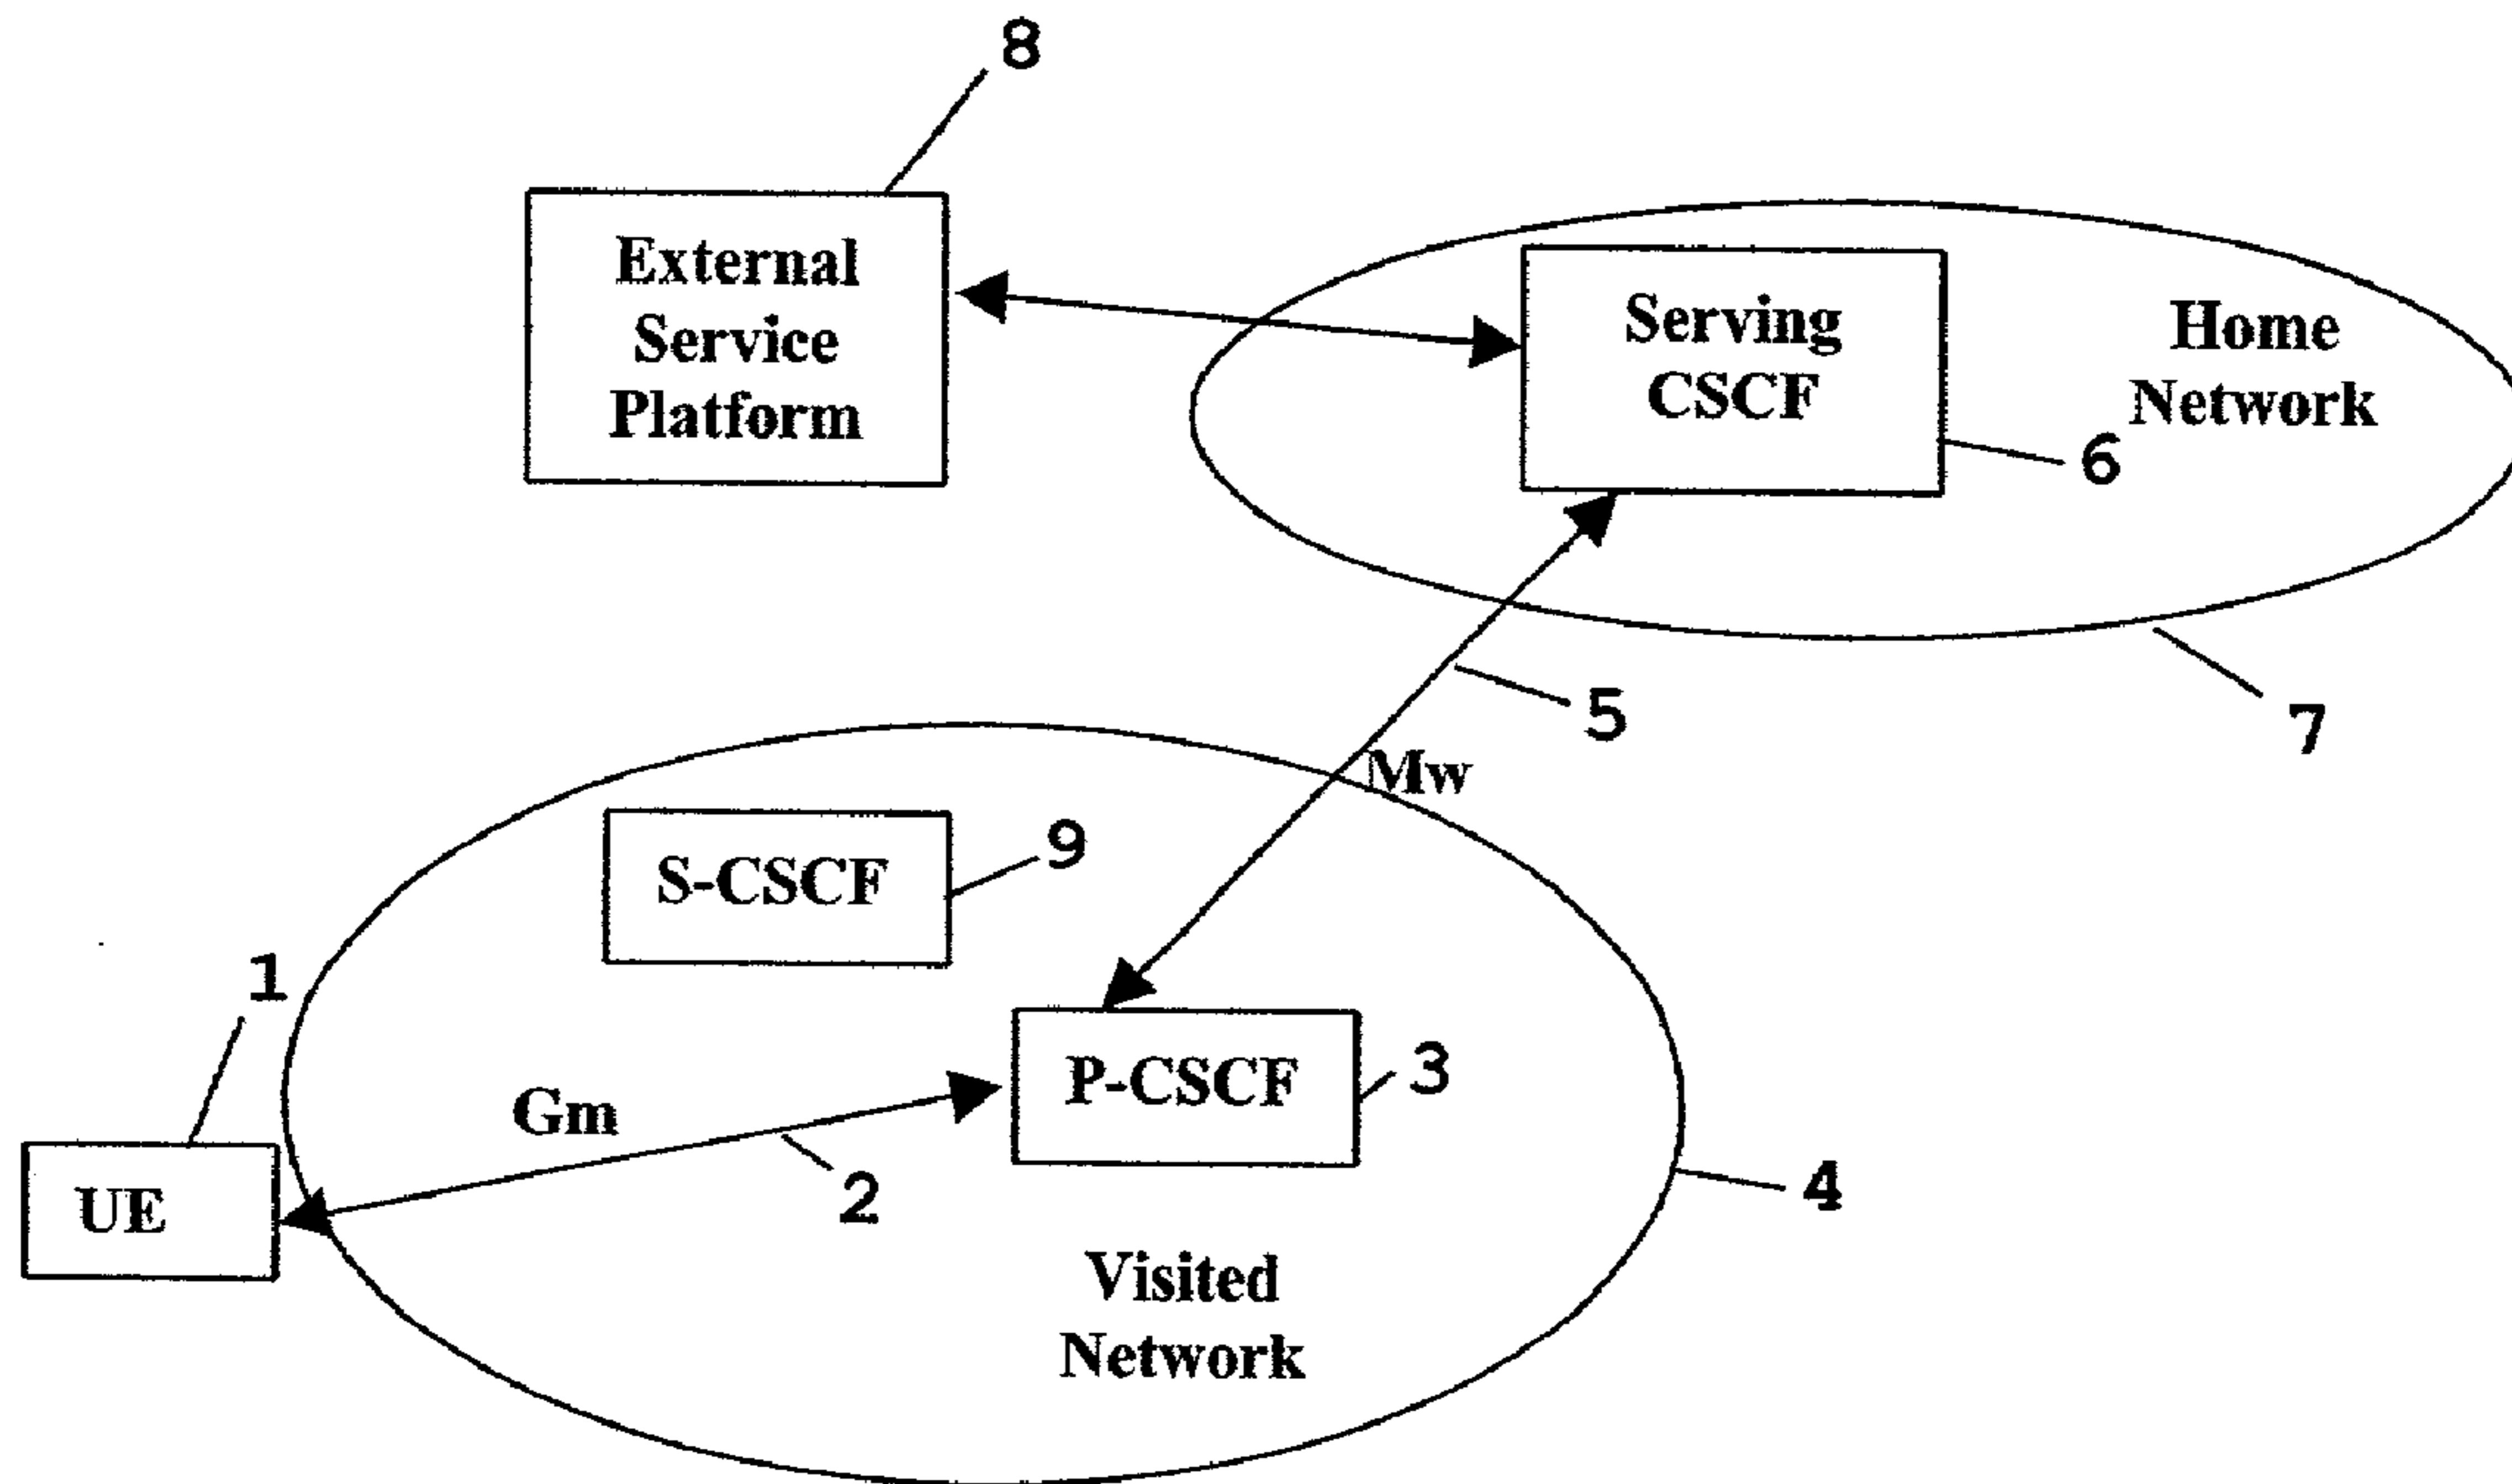 8
External
Service
Platform
Serving
CSCF
Home
Network
6
5
7
Mw
S-CSCF
9
1
P-CSCF
3
Gm
2
UE
4
Visited
Network